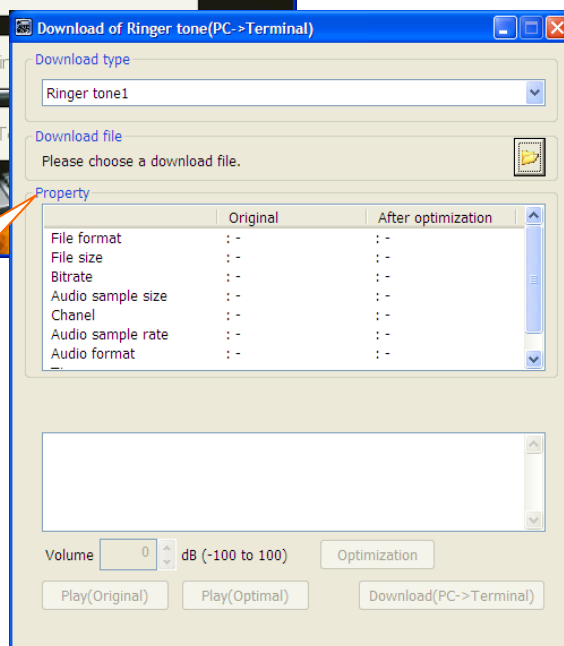 Download of Ringer tone(PC->Terminal)
Download type
Ringer tone1
Download file
Please choose a download file.
Property
Original After optimization
File format : - : -
File size : - : -
Bitrate : - : -
Audio sample size : - : -
Chanel : - : -
Audio sample rate : - : -
Audio format : - : -
Volume 0 dB (-100 to 100) Optimization
Play(Original) Play(Optimal) Download(PC->Terminal)